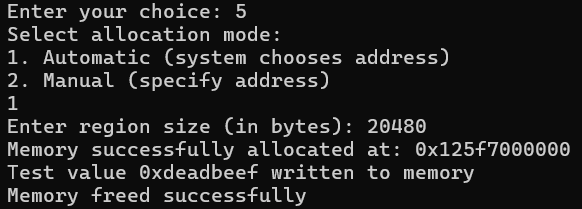 Enter your choice: 5
Select allocation mode:
1. Automatic (system chooses address)
2. Manual (specify address)
1
Enter region size (in bytes): 20480
Memory successfully allocated at: 0x125f7000000
Test value 0xdeadbeef written to memory
Memory freed successfully